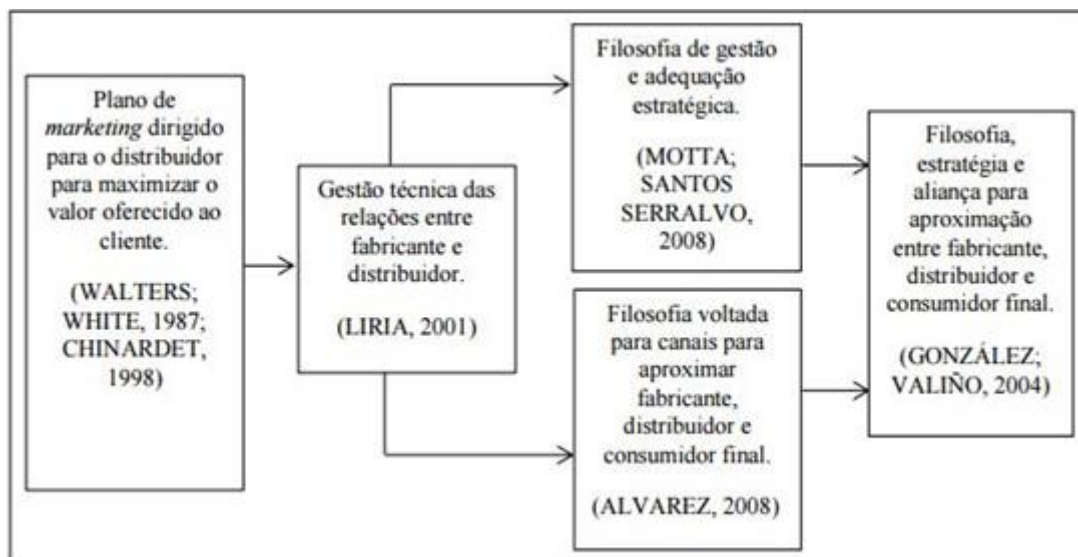 Plano de
marketing dirigido
para o distribuidor
para maximizar o
valor oferecido ao
cliente.
(WALTERS;
WHITE, 1987;
CHINARDET,
1998)
Gestão técnica das
relações entre
fabricante e
distribuidor.
(LIRIA, 2001)
Filosofia de gestão
e adequação
estratégica.
(MOTTA;
SANTOS
SERRALVO,
2008)
Filosofia voltada
para canais para
aproximar
fabricante,
distribuidor e
consumidor final.
(ALVAREZ, 2008)
Filosofia,
estratégia e
aliança para
aproximação
entre fabricante,
distribuidor e
consumidor final.
(GONZÁLEZ;
VALIÑO, 2004)